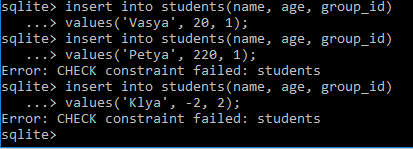 sqlite> insert into students(name, age, group_id)
   ...> values('Vasya', 20, 1);
sqlite> insert into students(name, age, group_id)
   ...> values('Petya', 220, 1);
Error: CHECK constraint failed: students
sqlite> insert into students(name, age, group_id)
   ...> values('Klya', -2, 2);
Error: CHECK constraint failed: students
sqlite>